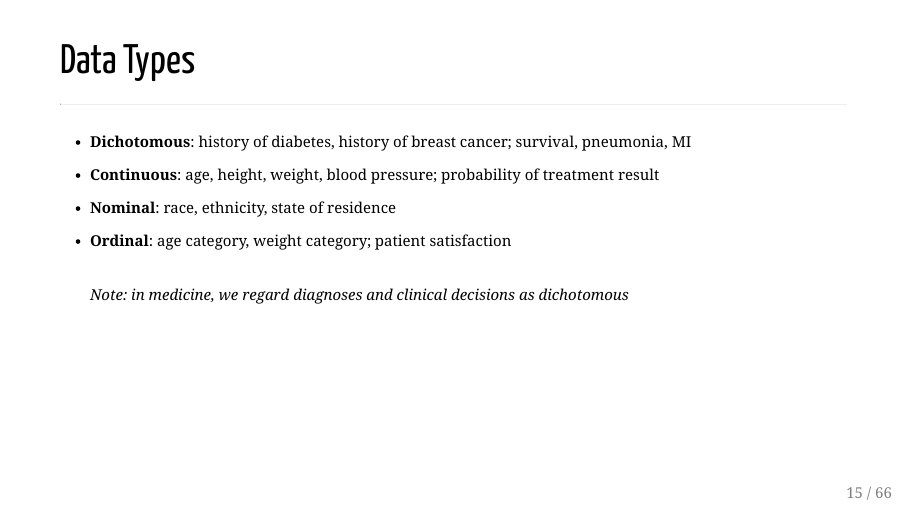 Data Types
• Dichotomous: history of diabetes, history of breast cancer; survival, pneumonia, MI
• Continuous: age, height, weight, blood pressure; probability of treatment result
• Nominal: race, ethnicity, state of residence
• Ordinal: age category, weight category; patient satisfaction
Note: in medicine, we regard diagnoses and clinical decisions as dichotomous
15 / 66